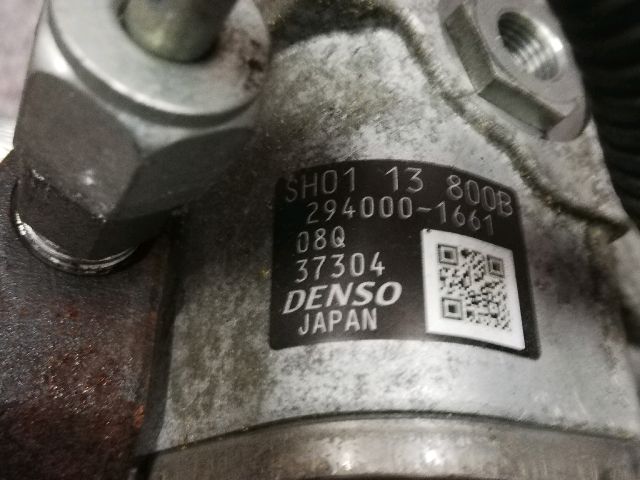 SH01 13 800B
294000-1661
08Q
37304
DENSO
JAPAN